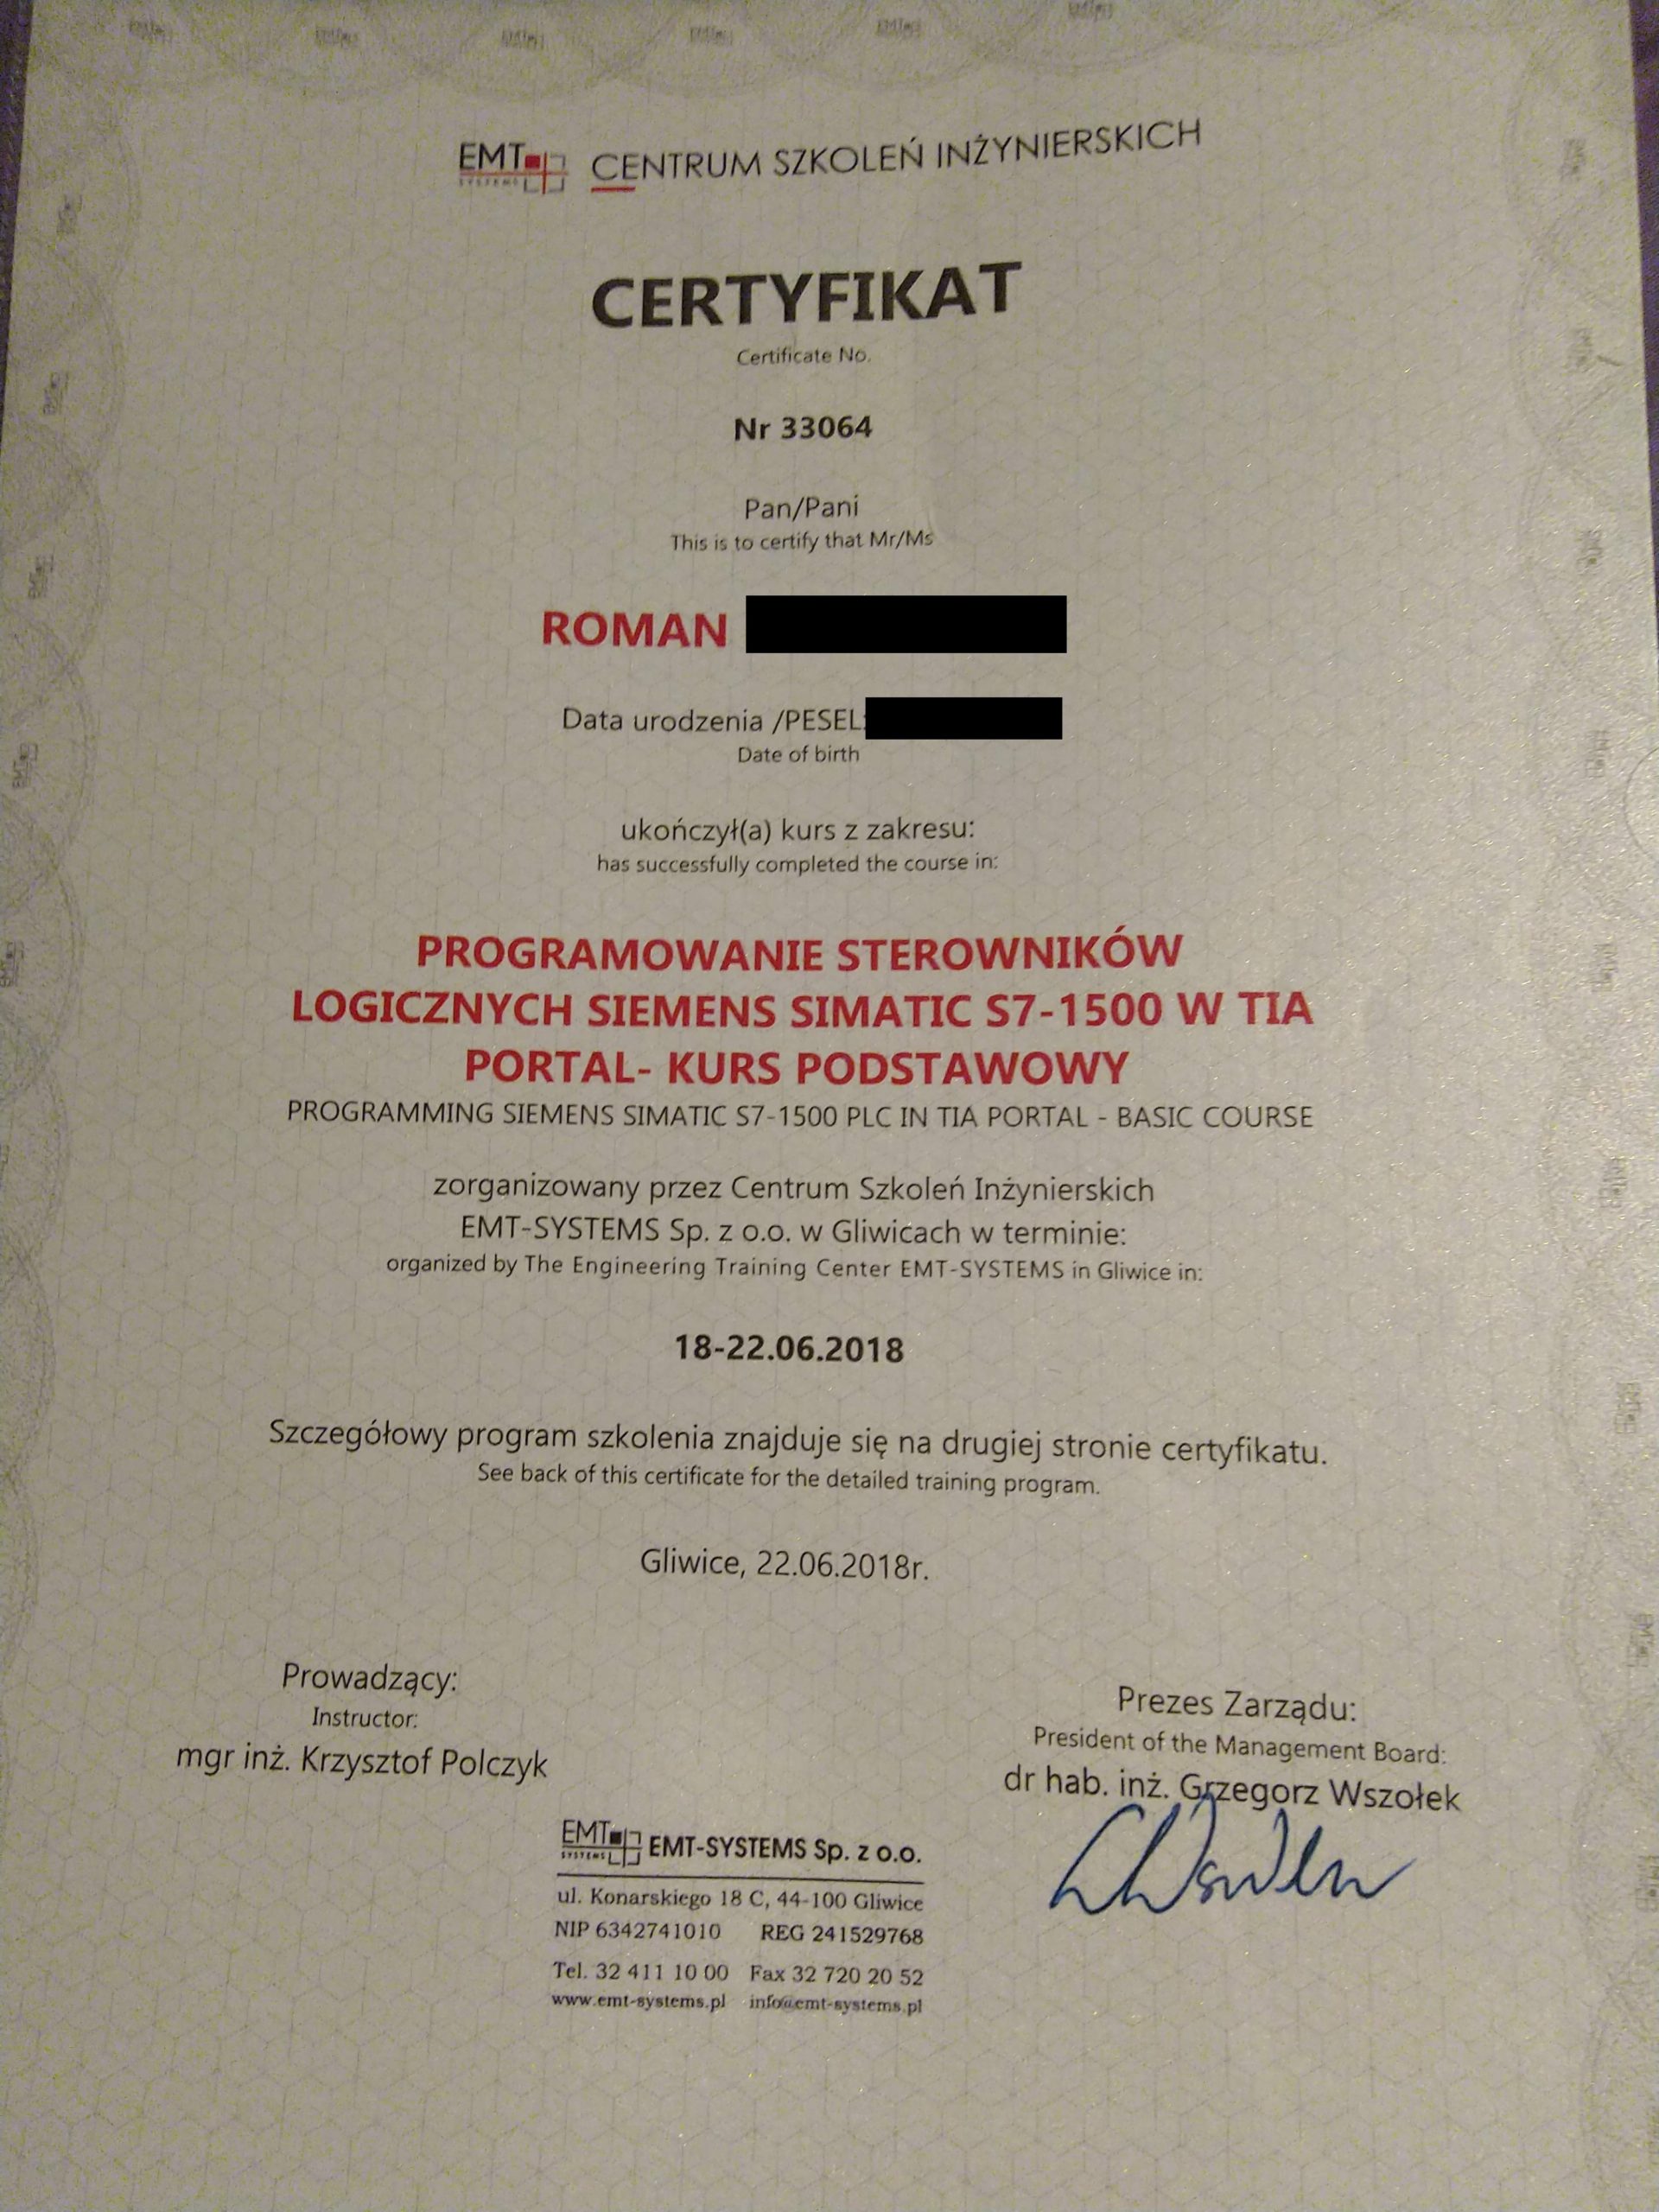 EMT SYSTEMS CENTRUM SZKOLEŃ INŻYNIERSKICH
CERTYFIKAT
Certificate No.
Nr 33064
Pan/Pani
This is to certify that Mr/Ms
ROMAN
Data urodzenia /PESEL:
Date of birth
ukończył(a) kurs z zakresu:
has successfully completed the course in:
PROGRAMOWANIE STEROWNIKÓW
LOGICZNYCH SIEMENS SIMATIC S7-1500 W TIA
PORTAL- KURS PODSTAWOWY
PROGRAMMING SIEMENS SIMATIC S7-1500 PLC IN TIA PORTAL - BASIC COURSE
zorganizowany przez Centrum Szkoleń Inżynierskich
EMT-SYSTEMS Sp. z o.o. w Gliwicach w terminie:
organized by The Engineering Training Center EMT-SYSTEMS in Gliwice in:
18-22.06.2018
Szczegółowy program szkolenia znajduje się na drugiej stronie certyfikatu.
See back of this certificate for the detailed training program.
Gliwice, 22.06.2018r.
Prowadzący:
Instructor:
mgr inż. Krzysztof Polczyk
Prezes Zarządu:
President of the Management Board:
dr hab. inż. Grzegorz Wszołek
EMT SYSTEMS EMT-SYSTEMS Sp. z o.o.
ul. Konarskiego 18 C, 44-100 Gliwice
NIP 6342741010 REG 241529768
Tel. 32 411 10 00 Fax 32 720 20 52
www.emt-systems.pl info@emt-systems.pl